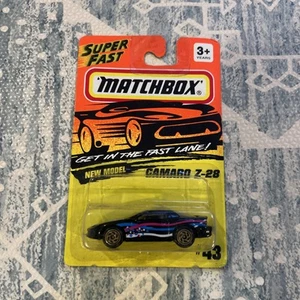 SUPER
FAST
3+
YEARS
"MATCHBOX"
GET IN THE FAST LANE!
NEW MODEL
CAMARO Z-28
# 43